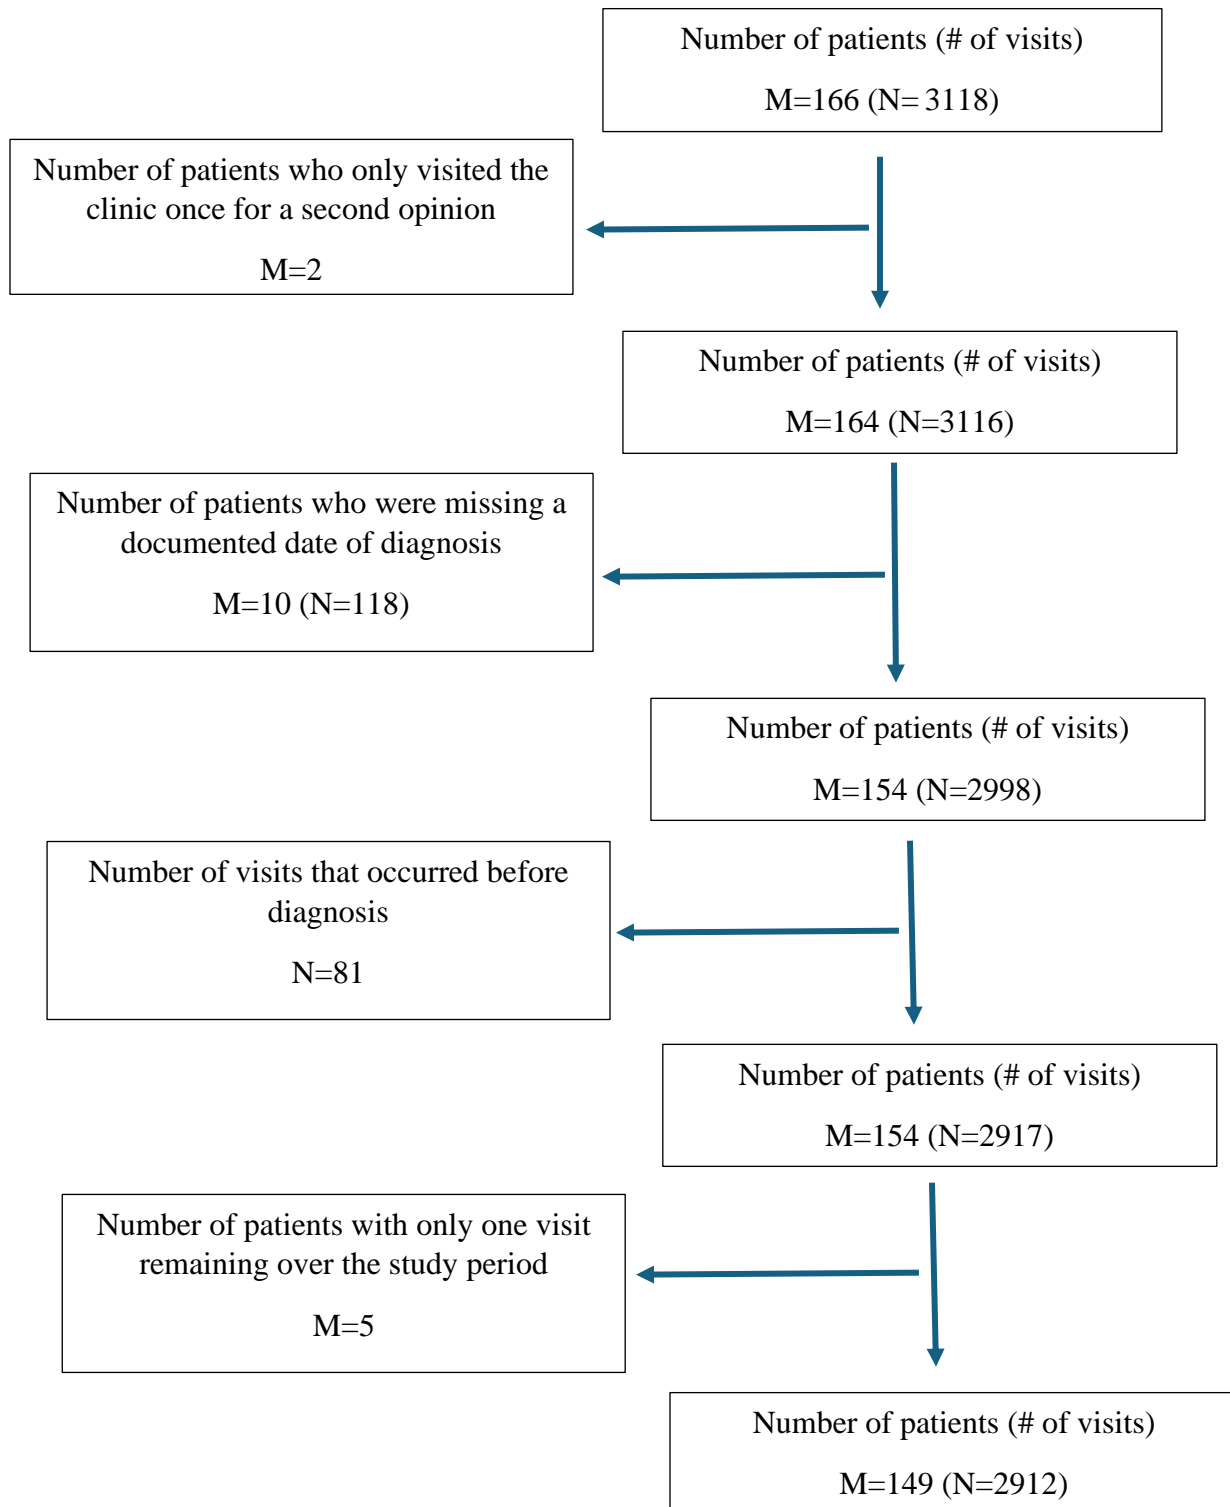 Number of patients (# of visits)
M=166 (N= 3118)
Number of patients who only visited the
clinic once for a second opinion
M=2
Number of patients (# of visits)
M=164 (N=3116)
Number of patients who were missing a
documented date of diagnosis
M=10 (N=118)
Number of patients (# of visits)
M=154 (N=2998)
Number of visits that occurred before
diagnosis
N=81
Number of patients (# of visits)
M=154 (N=2917)
Number of patients with only one visit
remaining over the study period
M=5
Number of patients (# of visits)
M=149 (N=2912)